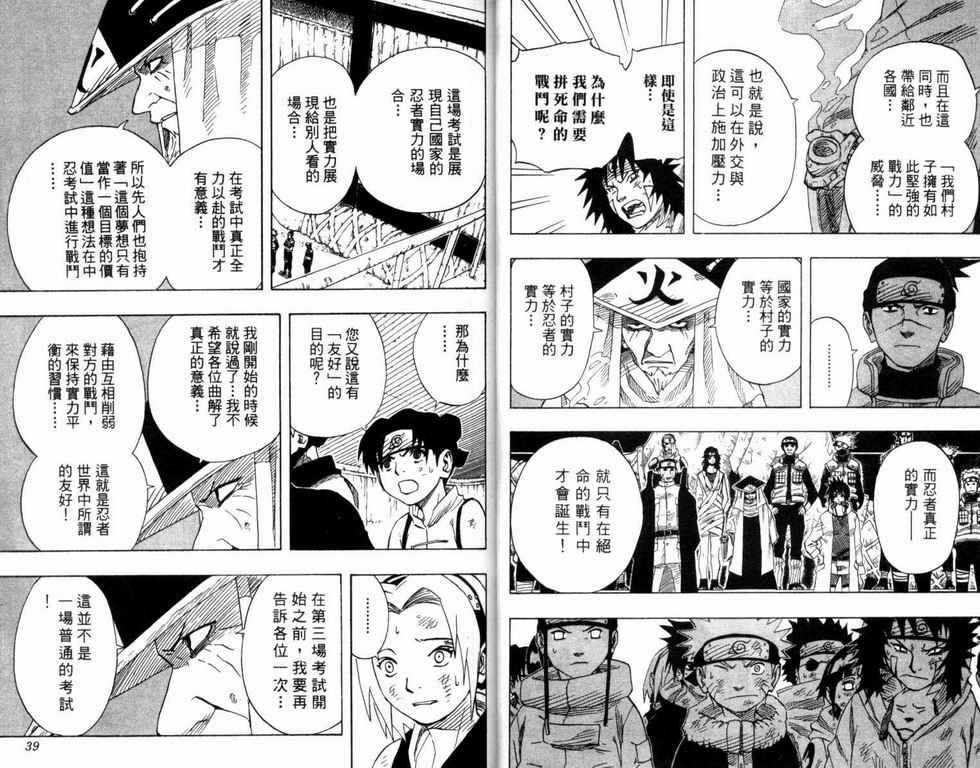 而且在這
同時，也
帶給鄰近
各國…
「我們村
子擁有如
此堅強的
戰力」的
威脅…
也就是說，
這可以在外交與
政治上施加壓力…
即使是這
樣…
為什麼
我們需要
拼死命的
戰鬥呢？
…………
國家的實力
等於村子的
實力…
火
村子的實力
等於忍者的
實力…
而忍者真正
的實力——
就只有在絕
命的戰鬥中
才會誕生！
這場考試是展
現自己國家的
忍者實力的場
合…
也是把實力展
現給別人看的
場合…
在考試中真正全
力以赴的戰鬥才
有意義…
所以先人們也抱持
著「這個夢想只有
當作一個目標的價
值」這種想法在中
忍考試中進行戰鬥
……
那為什麼
……
您又說這有
「友好」的
目的呢？
我剛開始的時候
就說過了…我不
希望各位曲解了
真正的意義…
藉由互相削弱
對方的戰鬥，
來保持實力平
衡的習慣……
這就是忍者
世界中所謂
的友好！
…………
在第三場考試開
始之前，我要再
告訴各位一次…
這並不是
一場普通的考試
！
39